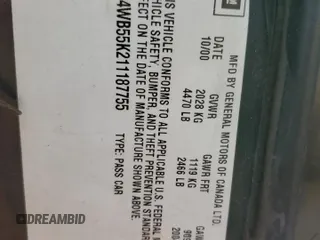 MFD BY GENERAL MOTORS OF CANADA LTD.
DATE GVWR GAWR FRT
10/00 2028 KG 1119 KG
4470 LB 2466 LB
THIS VEHICLE CONFORMS TO ALL APPLICABLE U.S. FEDERAL
VEHICLE SAFETY, BUMPER, AND THEFT PREVENTION STANDAR
EFFECT ON THE DATE OF MANUFACTURE SHOWN ABOVE.
4WB55K211187755 TYPE: PASS CAR
DREAMBID